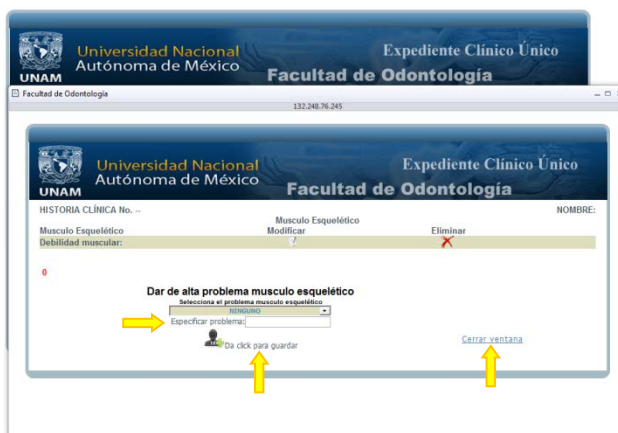 Universidad Nacional
Autónoma de México
Expediente Clínico Único
Facultad de Odontología
UNAM
Facultad de Odontología
132.248.76.245
Universidad Nacional
Autónoma de México
Expediente Clínico Único
Facultad de Odontología
UNAM
HISTORIA CLÍNICA No. --
NOMBRE:
Musculo Esquelético
Musculo Esquelético
Modificar
Eliminar
Debilidad muscular:
0
Dar de alta problema musculo esquelético
Selecciona el problema musculo esquelético
NINGUNO
Especificar problema:
Da click para guardar
Cerrar ventana